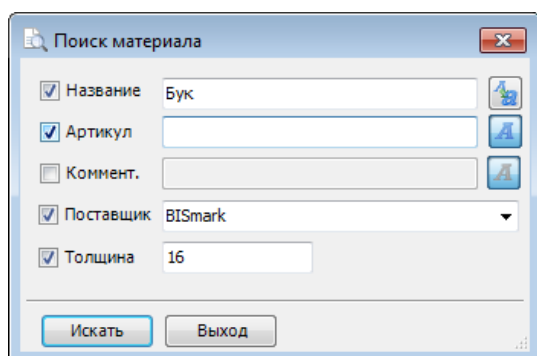 Поиск материала
Название Бук
Артикул
Коммент.
Поставщик BISmark
Толщина 16
Искать Выход